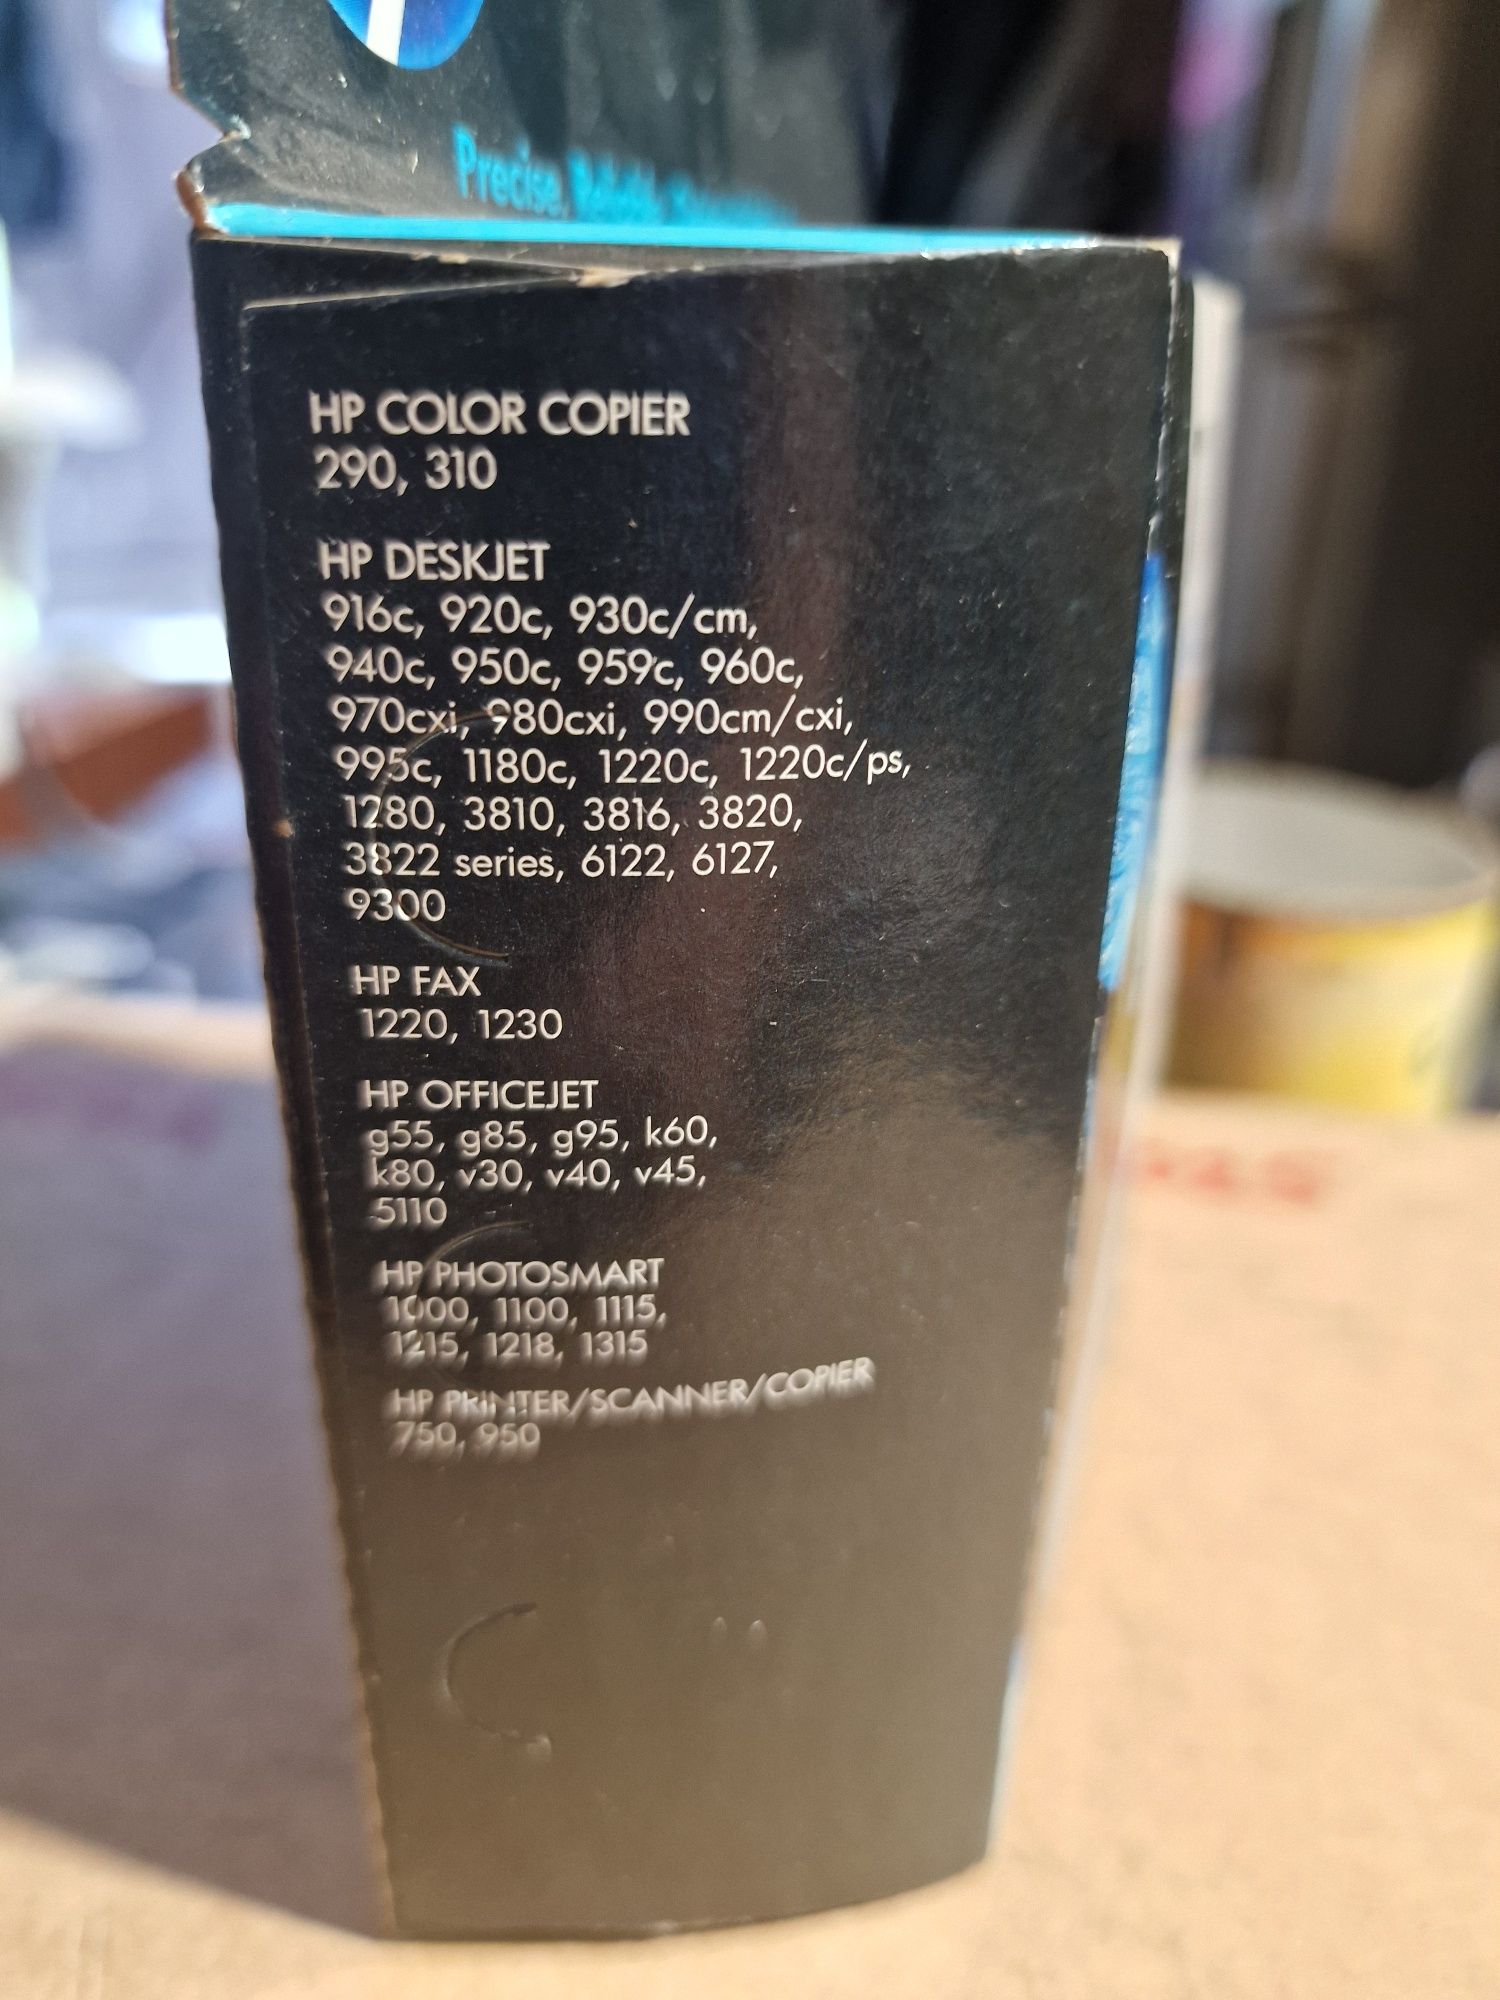 Precise, Reliable
HP COLOR COPIER
290, 310
HP DESKJET
916c, 920c, 930c/cm,
940c, 950c, 959c, 960c,
970cxi, 980cxi, 990cm/cxi,
995c, 1180c, 1220c, 1220c/ps,
1280, 3810, 3816, 3820,
3822 series, 6122, 6127,
9300
HP FAX
1220, 1230
HP OFFICEJET
g55, g85, g95, k60,
k80, v30, v40, v45,
5110
HP PHOTOSMART
1000, 1100, 1115,
1215, 1218, 1315
HP PRINTER/SCANNER/COPIER
750, 950